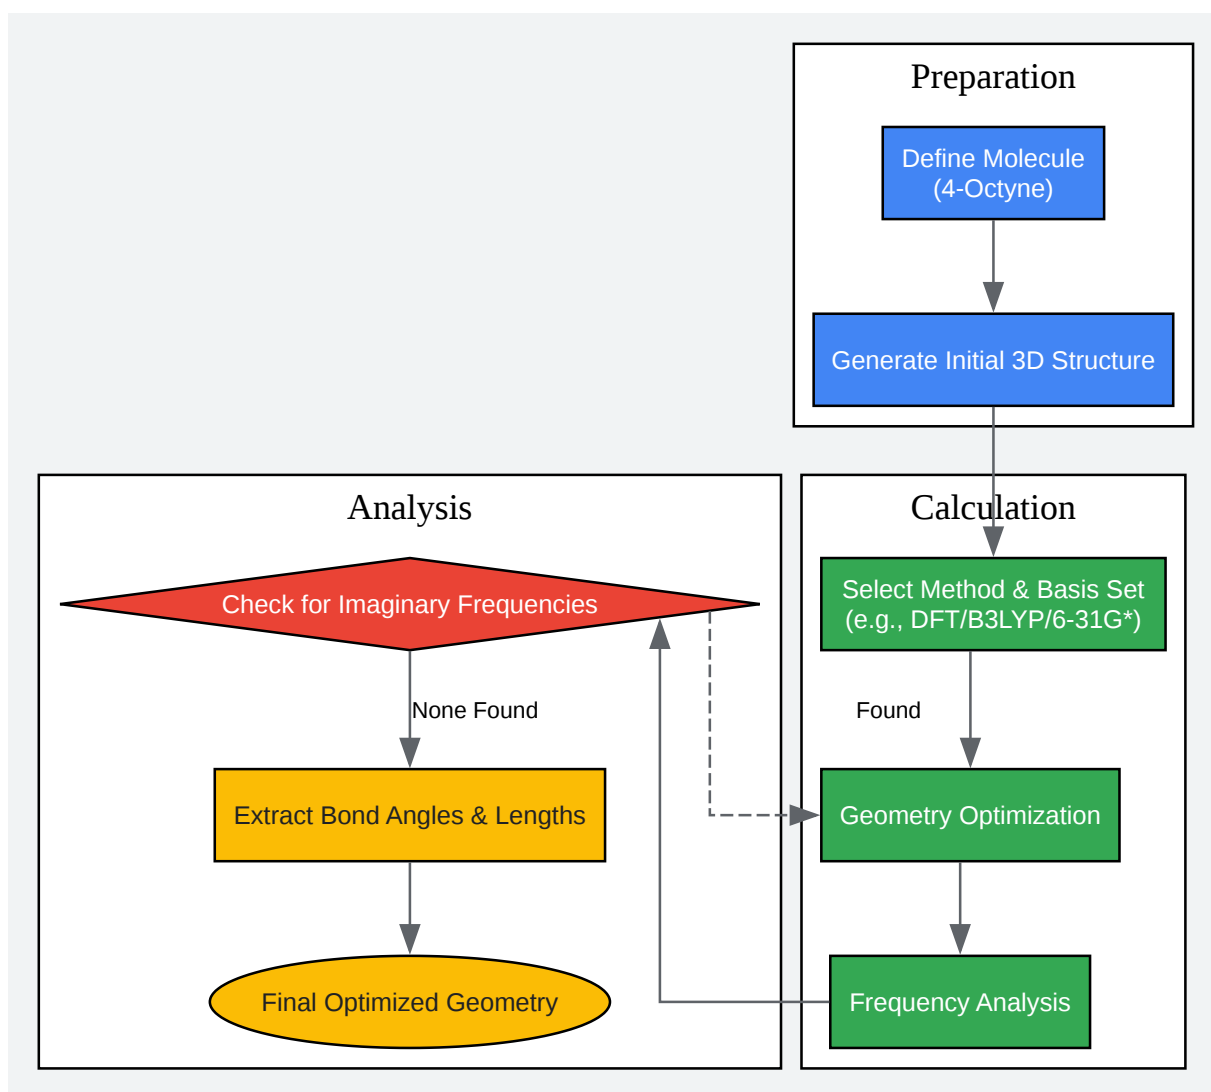 Preparation
Define Molecule
(4-Octyne)
Generate Initial 3D Structure
Analysis
Check for Imaginary Frequencies
None Found
Extract Bond Angles & Lengths
Final Optimized Geometry
Calculation
Select Method & Basis Set
(e.g., DFT/B3LYP/6-31G*)
Found
Geometry Optimization
Frequency Analysis